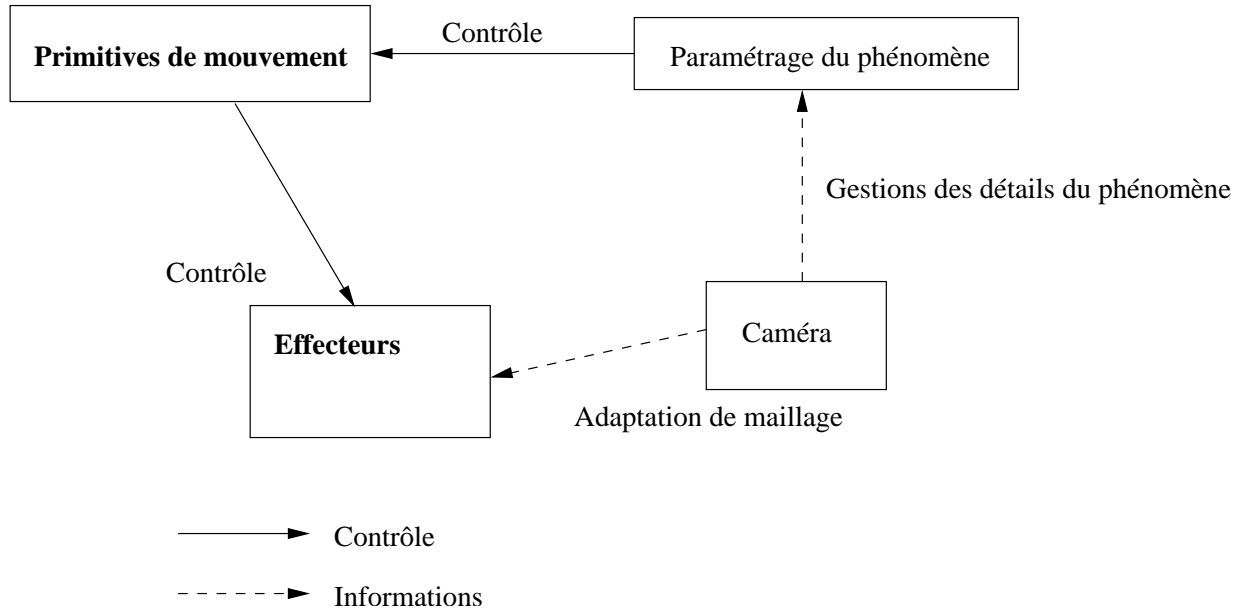 Contrôle
Primitives de mouvement
Paramétrage du phénomène
Gestions des détails du phénomène
Contrôle
Effecteurs
Caméra
Adaptation de maillage
Contrôle
Informations